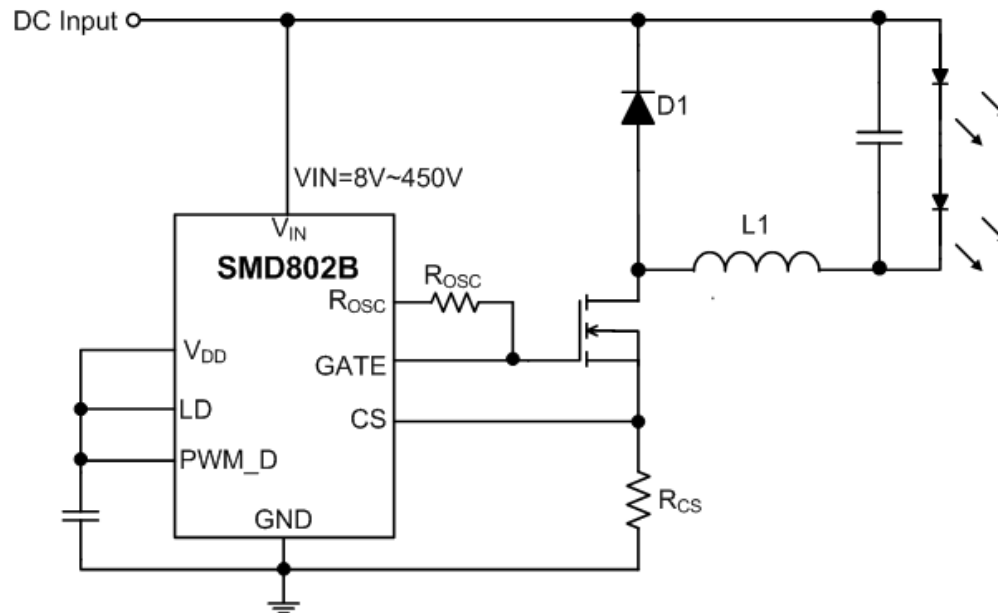 DC Input
D1
VIN=8V~450V
VIN
SMD802B
L1
ROSC
ROSC
VDD
GATE
LD
CS
PWM_D
RCS
GND